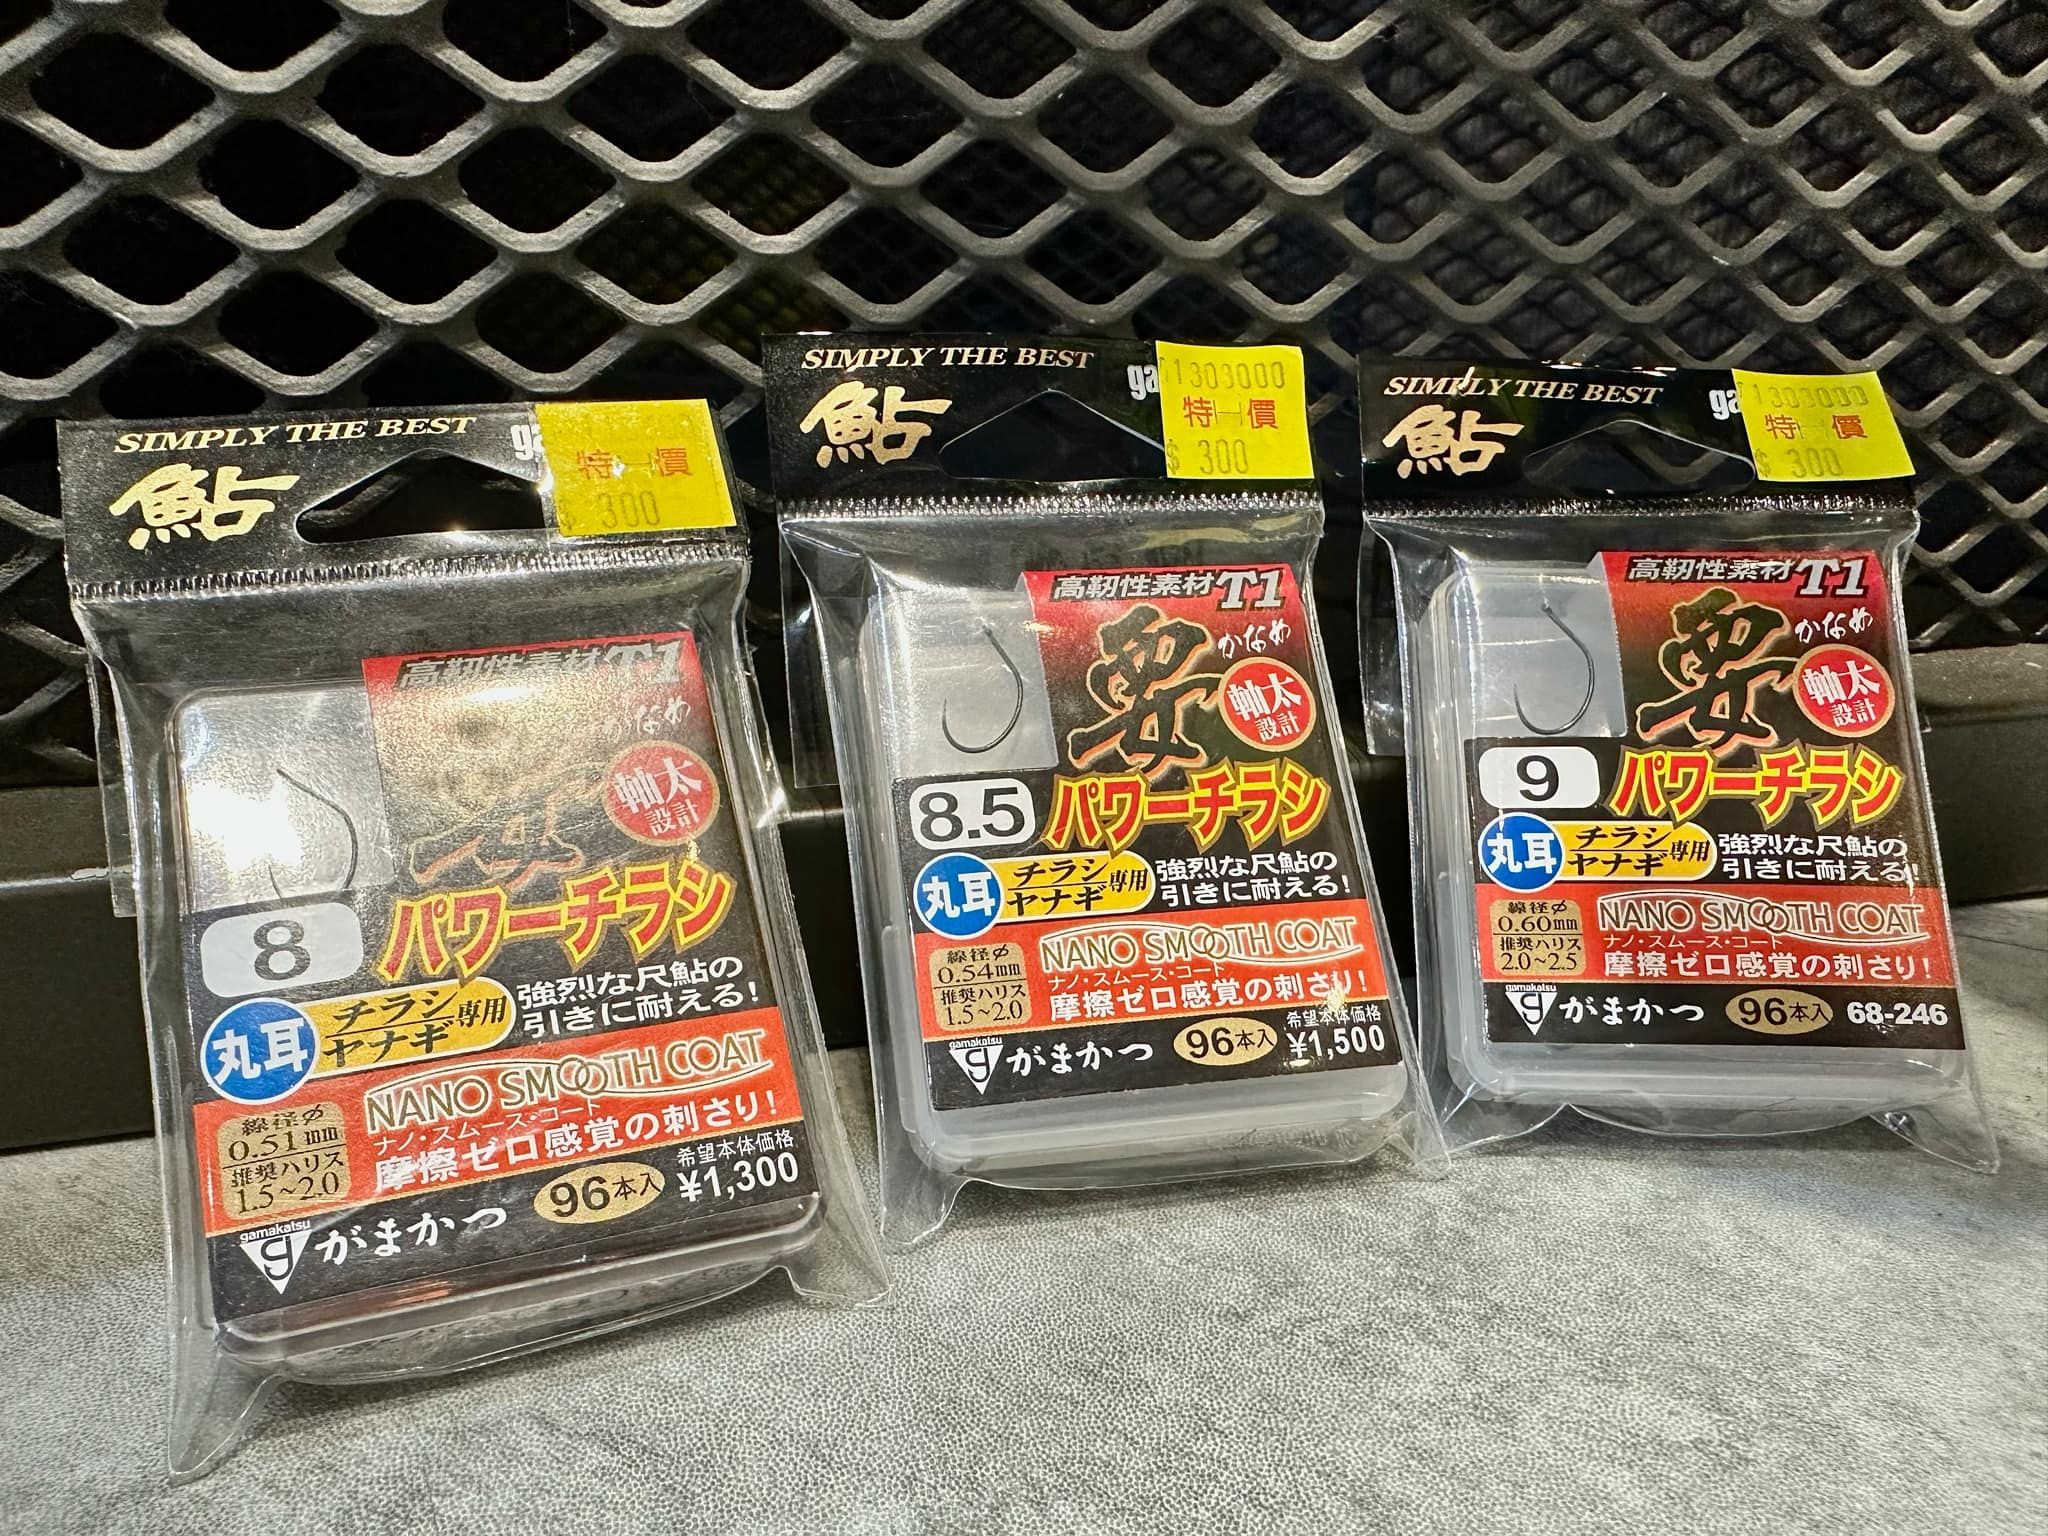 SIMPLY THE BEST
鮎
特價
$ 300
高靭性素材T1
かなめ
軸太
設計
8
パワーチラシ
丸耳
チラシ
ヤナギ
専用
強烈な尺鮎の
引きに耐える!
NANO SMOOTH COAT
ナノ・スムース・コート
摩擦ゼロ感覚の刺さり!
線径φ
0.51mm
推奨ハリス
1.5~2.0
gamakatsu
がまかつ
96本入
希望本体価格
¥1,300
SIMPLY THE BEST
鮎
1303000
特價
$ 300
高靭性素材T1
要
かなめ
軸太
設計
8.5
パワーチラシ
丸耳
チラシ
ヤナギ
専用
強烈な尺鮎の
引きに耐える!
NANO SMOOTH COAT
ナノ・スムース・コート
摩擦ゼロ感覚の刺さり!
線径φ
0.54mm
推奨ハリス
1.5~2.0
gamakatsu
がまかつ
96本入
希望本体価格
¥1,500
SIMPLY THE BEST
鮎
1303000
特價
$ 300
高靭性素材T1
要
かなめ
軸太
設計
9
パワーチラシ
丸耳
チラシ
ヤナギ
専用
強烈な尺鮎の
引きに耐える!
NANO SMOOTH COAT
ナノ・スムース・コート
摩擦ゼロ感覚の刺さり!
線径φ
0.60mm
推奨ハリス
2.0~2.5
gamakatsu
がまかつ
96本入
68-246